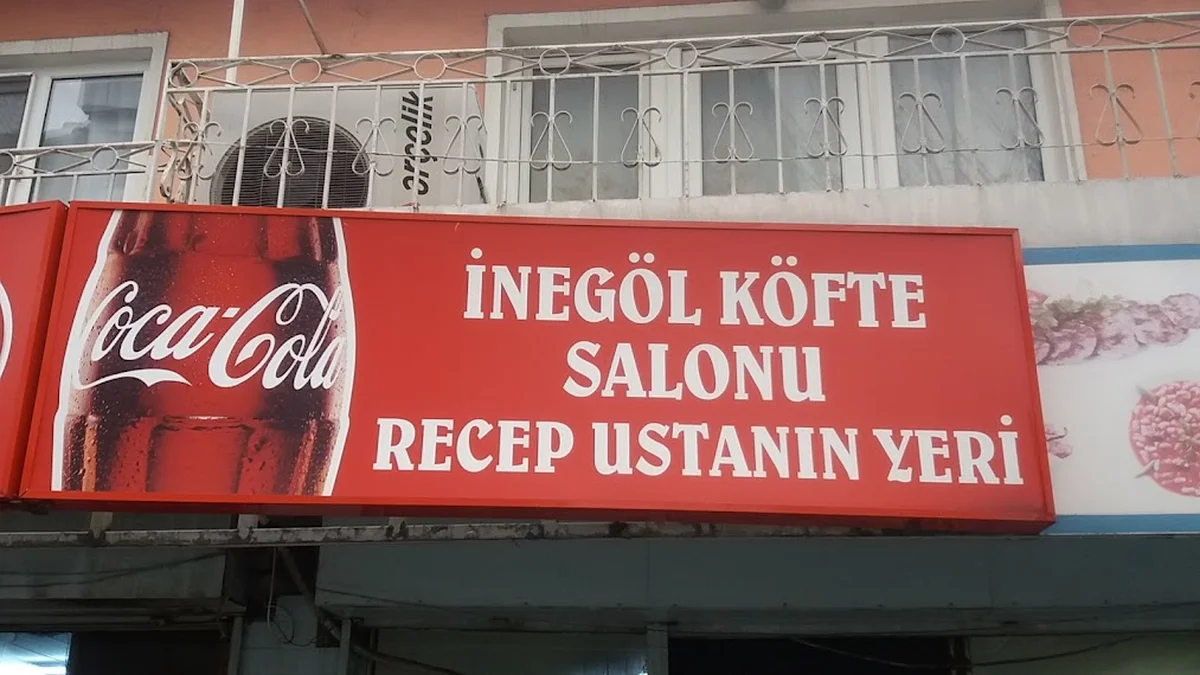 arçelik
Coca-Cola
İNEGÖL KÖFTE
SALONU
RECEP USTANIN YERİ